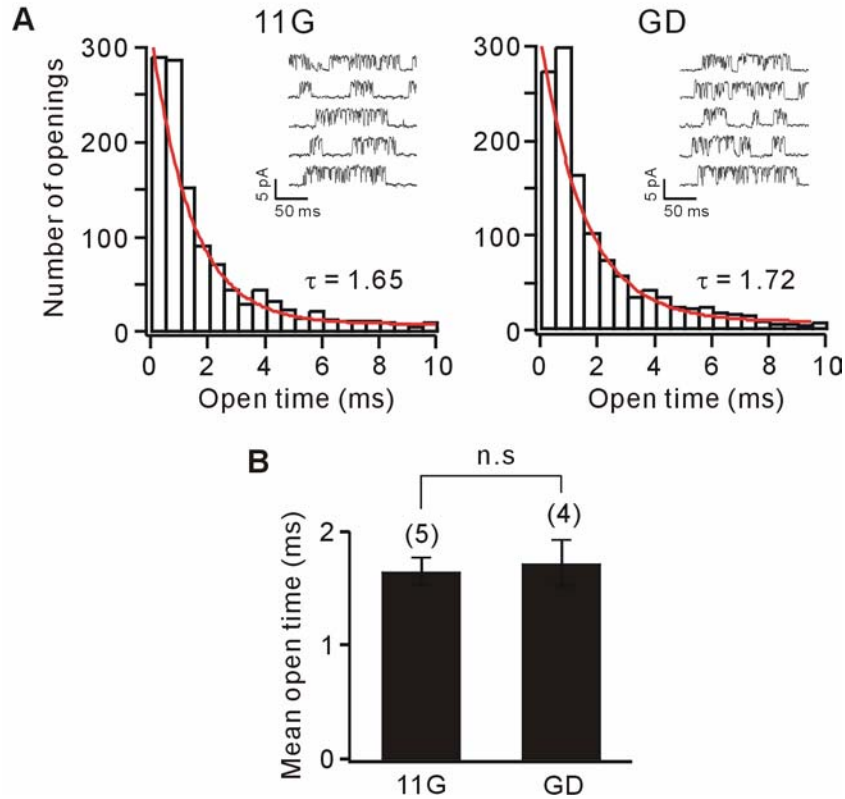 A
11G
GD
300
200
100
0
Number of openings
5 pA
50 ms
τ = 1.65
0 2 4 6 8 10
Open time (ms)
300
200
100
0
5 pA
50 ms
τ = 1.72
0 2 4 6 8 10
Open time (ms)
B
n.s
(5)
(4)
2
1
0
Mean open time (ms)
11G
GD